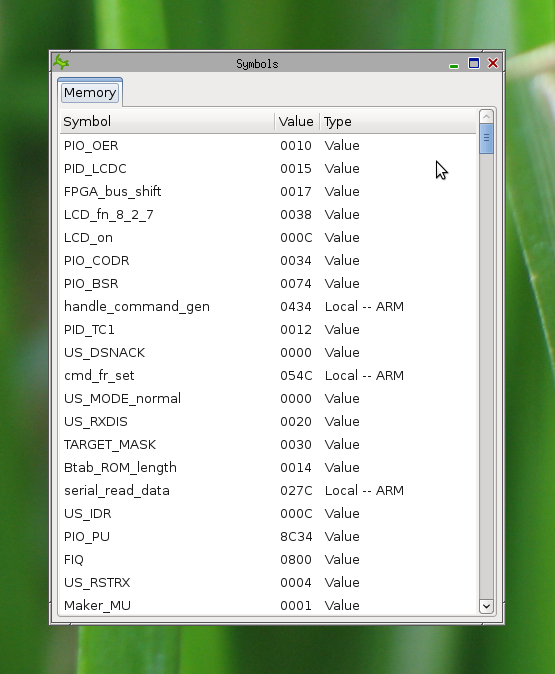 Symbols
Memory
Symbol Value Type
PIO_OER 0010 Value
PID_LCDC 0015 Value
FPGA_bus_shift 0017 Value
LCD_fn_8_2_7 0038 Value
LCD_on 000C Value
PIO_CODR 0034 Value
PIO_BSR 0074 Value
handle_command_gen 0434 Local -- ARM
PID_TC1 0012 Value
US_DSNACK 0000 Value
cmd_fr_set 054C Local -- ARM
US_MODE_normal 0000 Value
US_RXDIS 0020 Value
TARGET_MASK 0030 Value
Btab_ROM_length 0014 Value
serial_read_data 027C Local -- ARM
US_IDR 000C Value
PIO_PU 8C34 Value
FIQ 0800 Value
US_RSTRX 0004 Value
Maker_MU 0001 Value